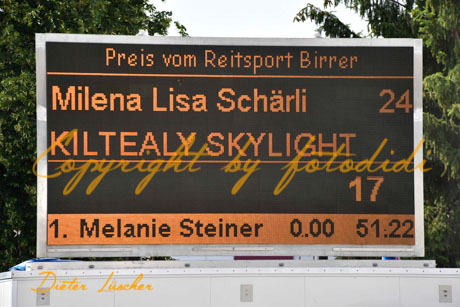 Preis vom Reitsport Birrer
Milena Lisa Schärli 24
KILTEALY SKYLIGHT
Copyright by fotodidi
17
1. Melanie Steiner 0.00 51.22
Dieter Lüscher